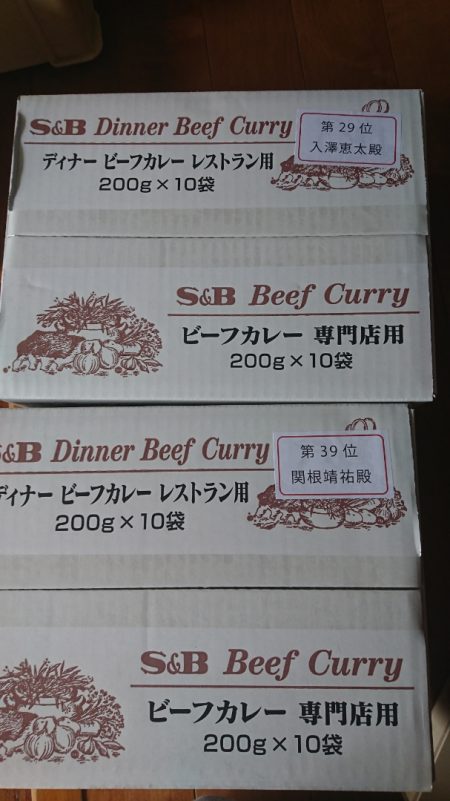 S&B Dinner Beef Curry
ディナー ビーフカレー レストラン用
200g×10袋
第29位
入澤恵太殿
S&B Beef Curry
ビーフカレー 専門店用
200g×10袋
&B Dinner Beef Curry
ディナー ビーフカレー レストラン用
200g×10袋
第39位
関根靖祐殿
S&B Beef Curry
ビーフカレー 専門店用
200g×10袋